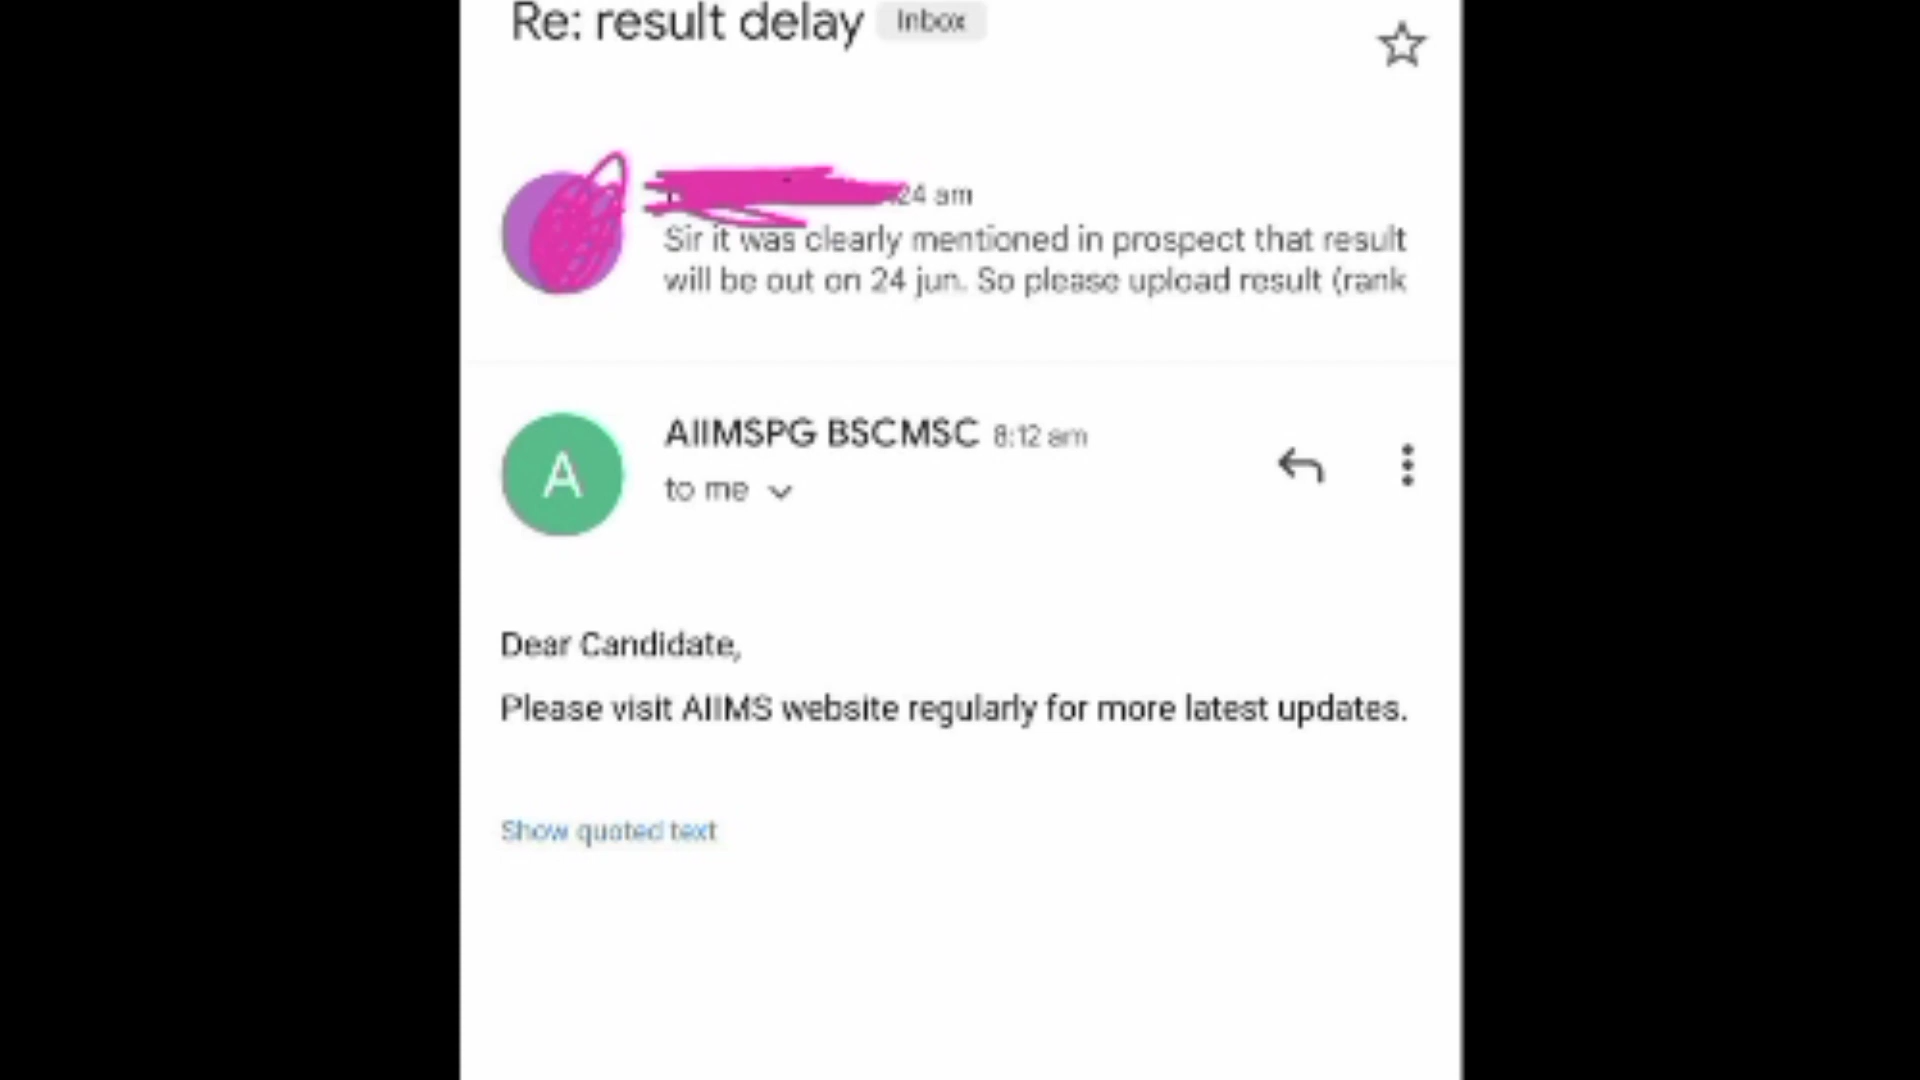 Re: result delay Inbox
24 am
Sir it was clearly mentioned in prospect that result
will be out on 24 jun. So please upload result (rank
A
AIIMSPG BSCMSC 8:12 am
to me
Dear Candidate,
Please visit AIIMS website regularly for more latest updates.
Show quoted text